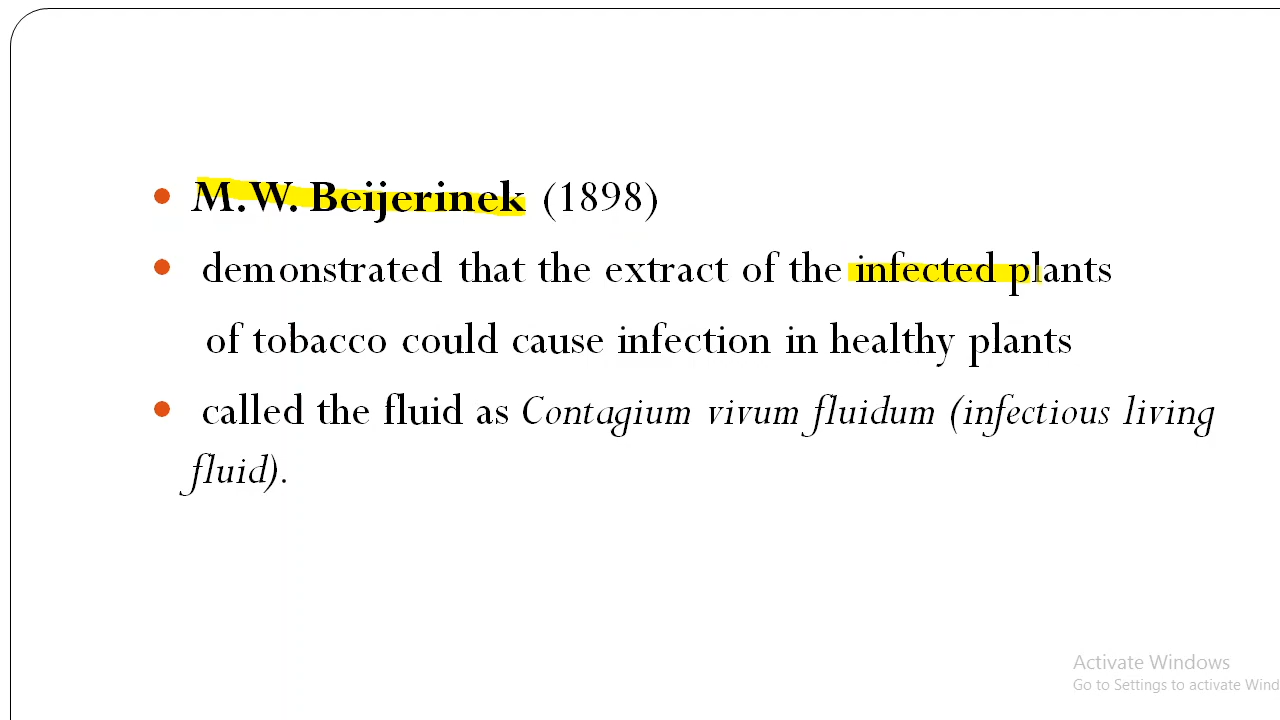 M.W. Beijerinek (1898)
demonstrated that the extract of the infected plants
of tobacco could cause infection in healthy plants
called the fluid as Contagium vivum fluidum (infectious living
fluid).
Activate Windows
Go to Settings to activate Wind